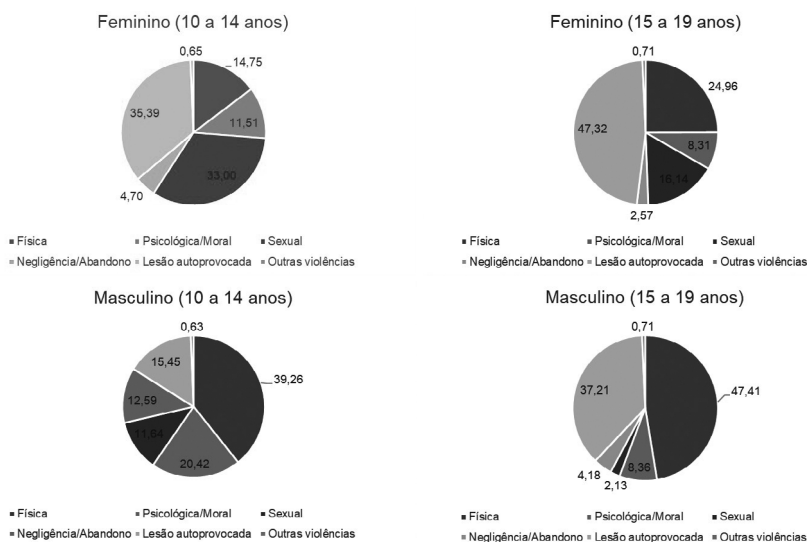 Feminino (10 a 14 anos)
0,65
14,75
35,39
11,51
33,00
4,70
Física
Psicológica/Moral
Sexual
Negligência/Abandono
Lesão autoprovocada
Outras violências
Feminino (15 a 19 anos)
0,71
24,96
47,32
8,31
16,14
2,57
Física
Psicológica/Moral
Sexual
Negligência/Abandono
Lesão autoprovocada
Outras violências
Masculino (10 a 14 anos)
0,63
15,45
39,26
12,59
11,64
20,42
Física
Psicológica/Moral
Sexual
Negligência/Abandono
Lesão autoprovocada
Outras violências
Masculino (15 a 19 anos)
0,71
37,21
47,41
4,18
8,36
2,13
Física
Psicológica/Moral
Sexual
Negligência/Abandono
Lesão autoprovocada
Outras violências